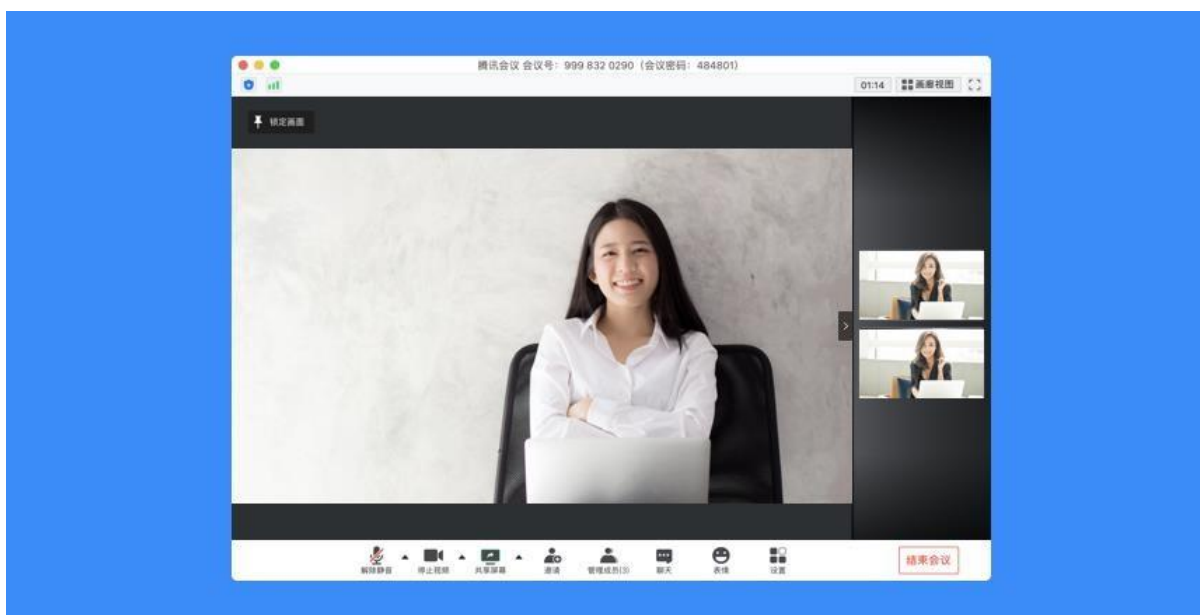 腾讯会议 会议号：999 832 0290（会议密码：484801）
01:14 画廊视图
锁定画面
解除静音 停止视频 共享屏幕 邀请 管理成员(3) 聊天 表情 设置
结束会议